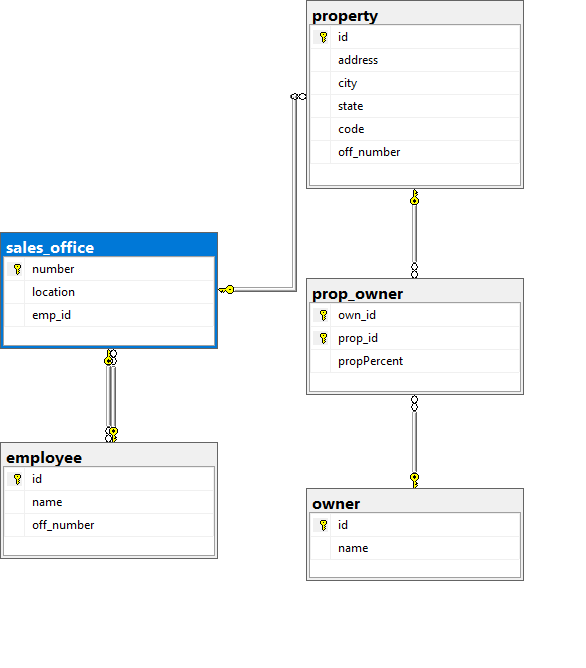 property
id
address
city
state
code
off_number
sales_office
number
location
emp_id
prop_owner
own_id
prop_id
propPercent
employee
id
name
off_number
owner
id
name